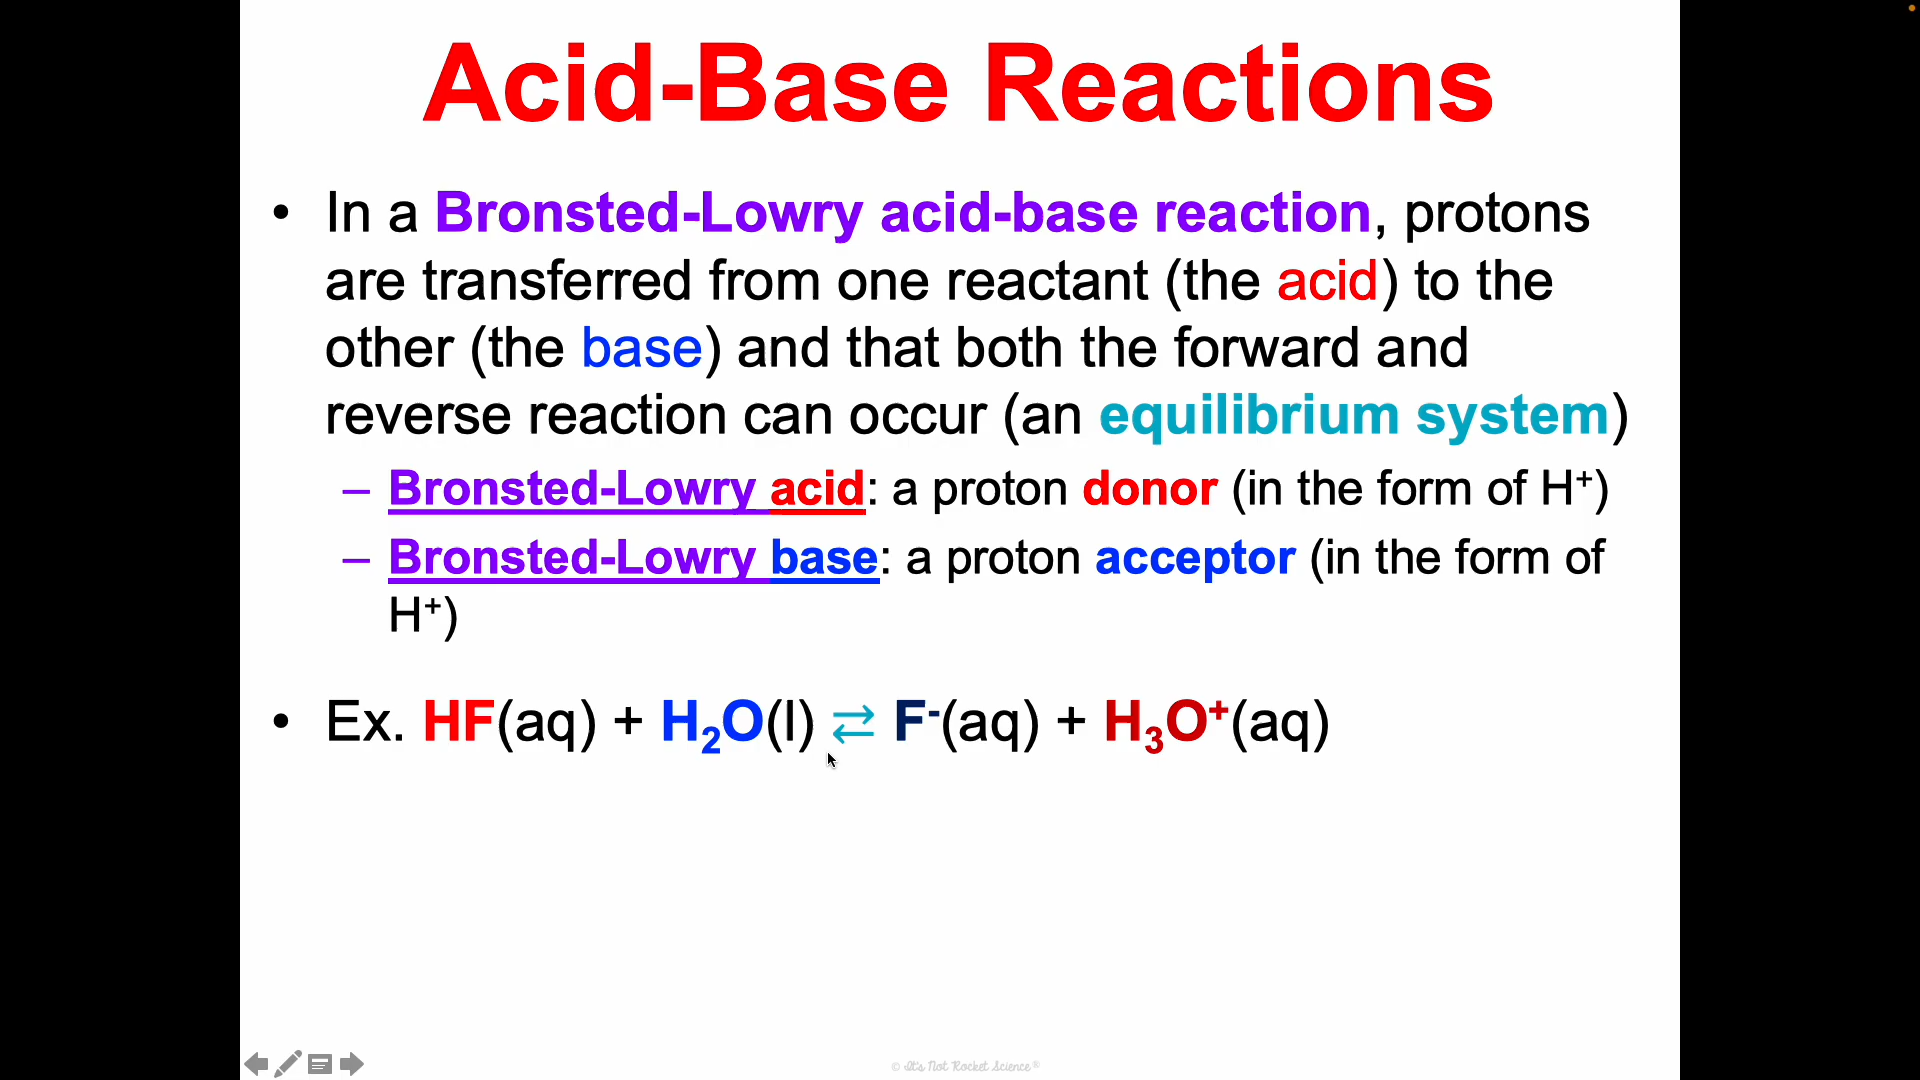 Acid-Base Reactions
• In a Bronsted-Lowry acid-base reaction, protons
are transferred from one reactant (the acid) to the
other (the base) and that both the forward and
reverse reaction can occur (an equilibrium system)
– Bronsted-Lowry acid: a proton donor (in the form of H⁺)
– Bronsted-Lowry base: a proton acceptor (in the form of
H⁺)
• Ex. HF(aq) + H₂O(l) ⇄ F⁻(aq) + H₃O⁺(aq)
© It's Not Rocket Science®